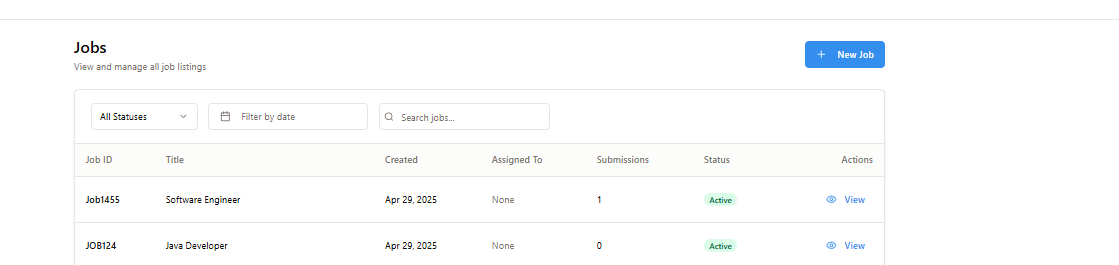 Jobs
View and manage all job listings
New Job
All Statuses
Filter by date
Search jobs...
Job ID Title Created Assigned To Submissions Status Actions
Job1455 Software Engineer Apr 29, 2025 None 1 Active View
JOB124 Java Developer Apr 29, 2025 None 0 Active View